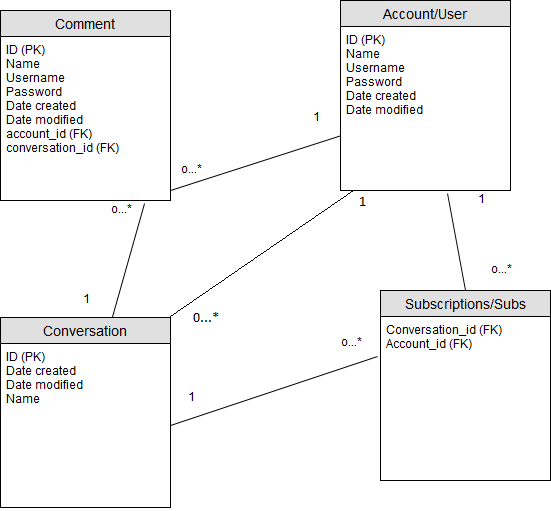 Comment
ID (PK)
Name
Username
Password
Date created
Date modified
account_id (FK)
conversation_id (FK)
Account/User
ID (PK)
Name
Username
Password
Date created
Date modified
1
o...*
o...*
1
1
1
o...*
o...*
o...*
1
Conversation
ID (PK)
Date created
Date modified
Name
Subscriptions/Subs
Conversation_id (FK)
Account_id (FK)